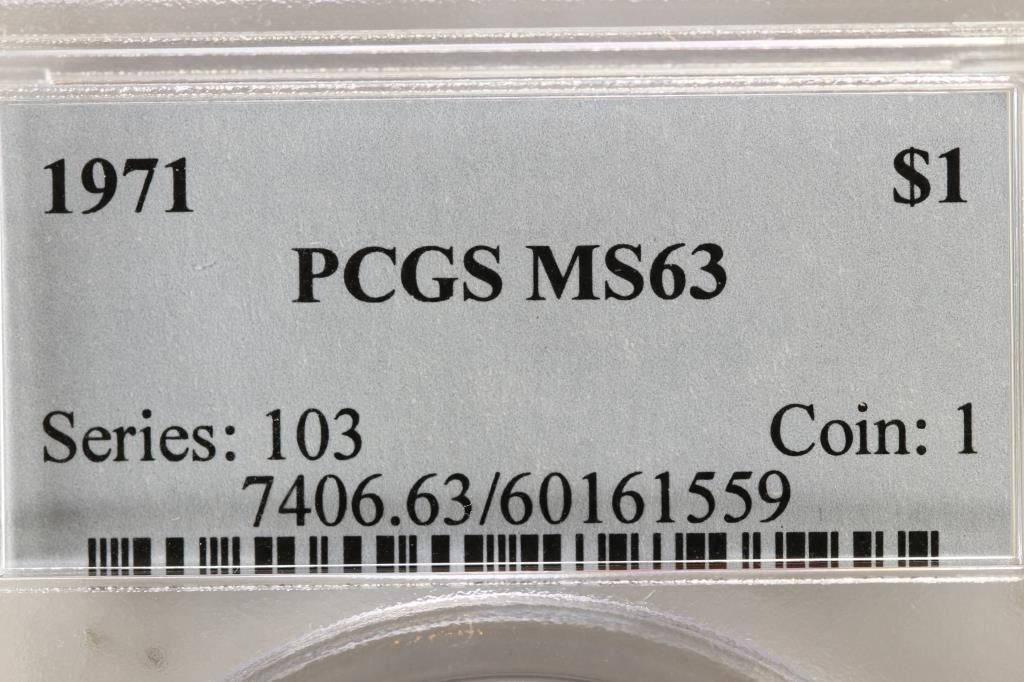 1971 $1
PCGS MS63
Series: 103 Coin: 1
7406.63/60161559